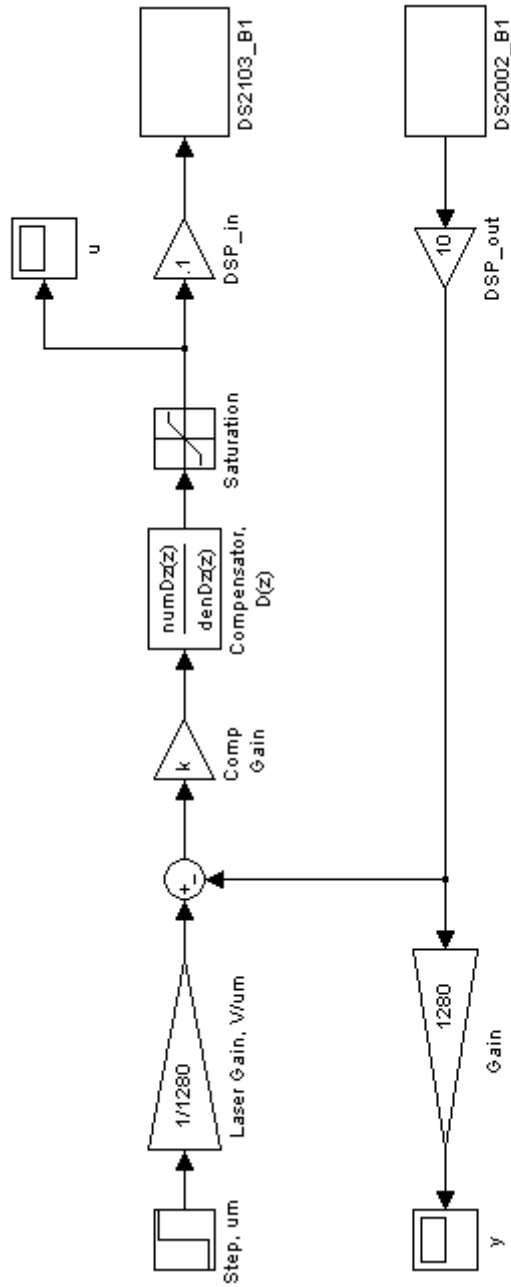 1/1280
Step, um
Laser Gain, V/um
+
-
k
Comp
Gain
numDz(z)
denDz(z)
Compensator,
D(z)
Saturation
u
.1
DSP_in
DS2103_B1
y
1280
Gain
10
DSP_out
DS2002_B1